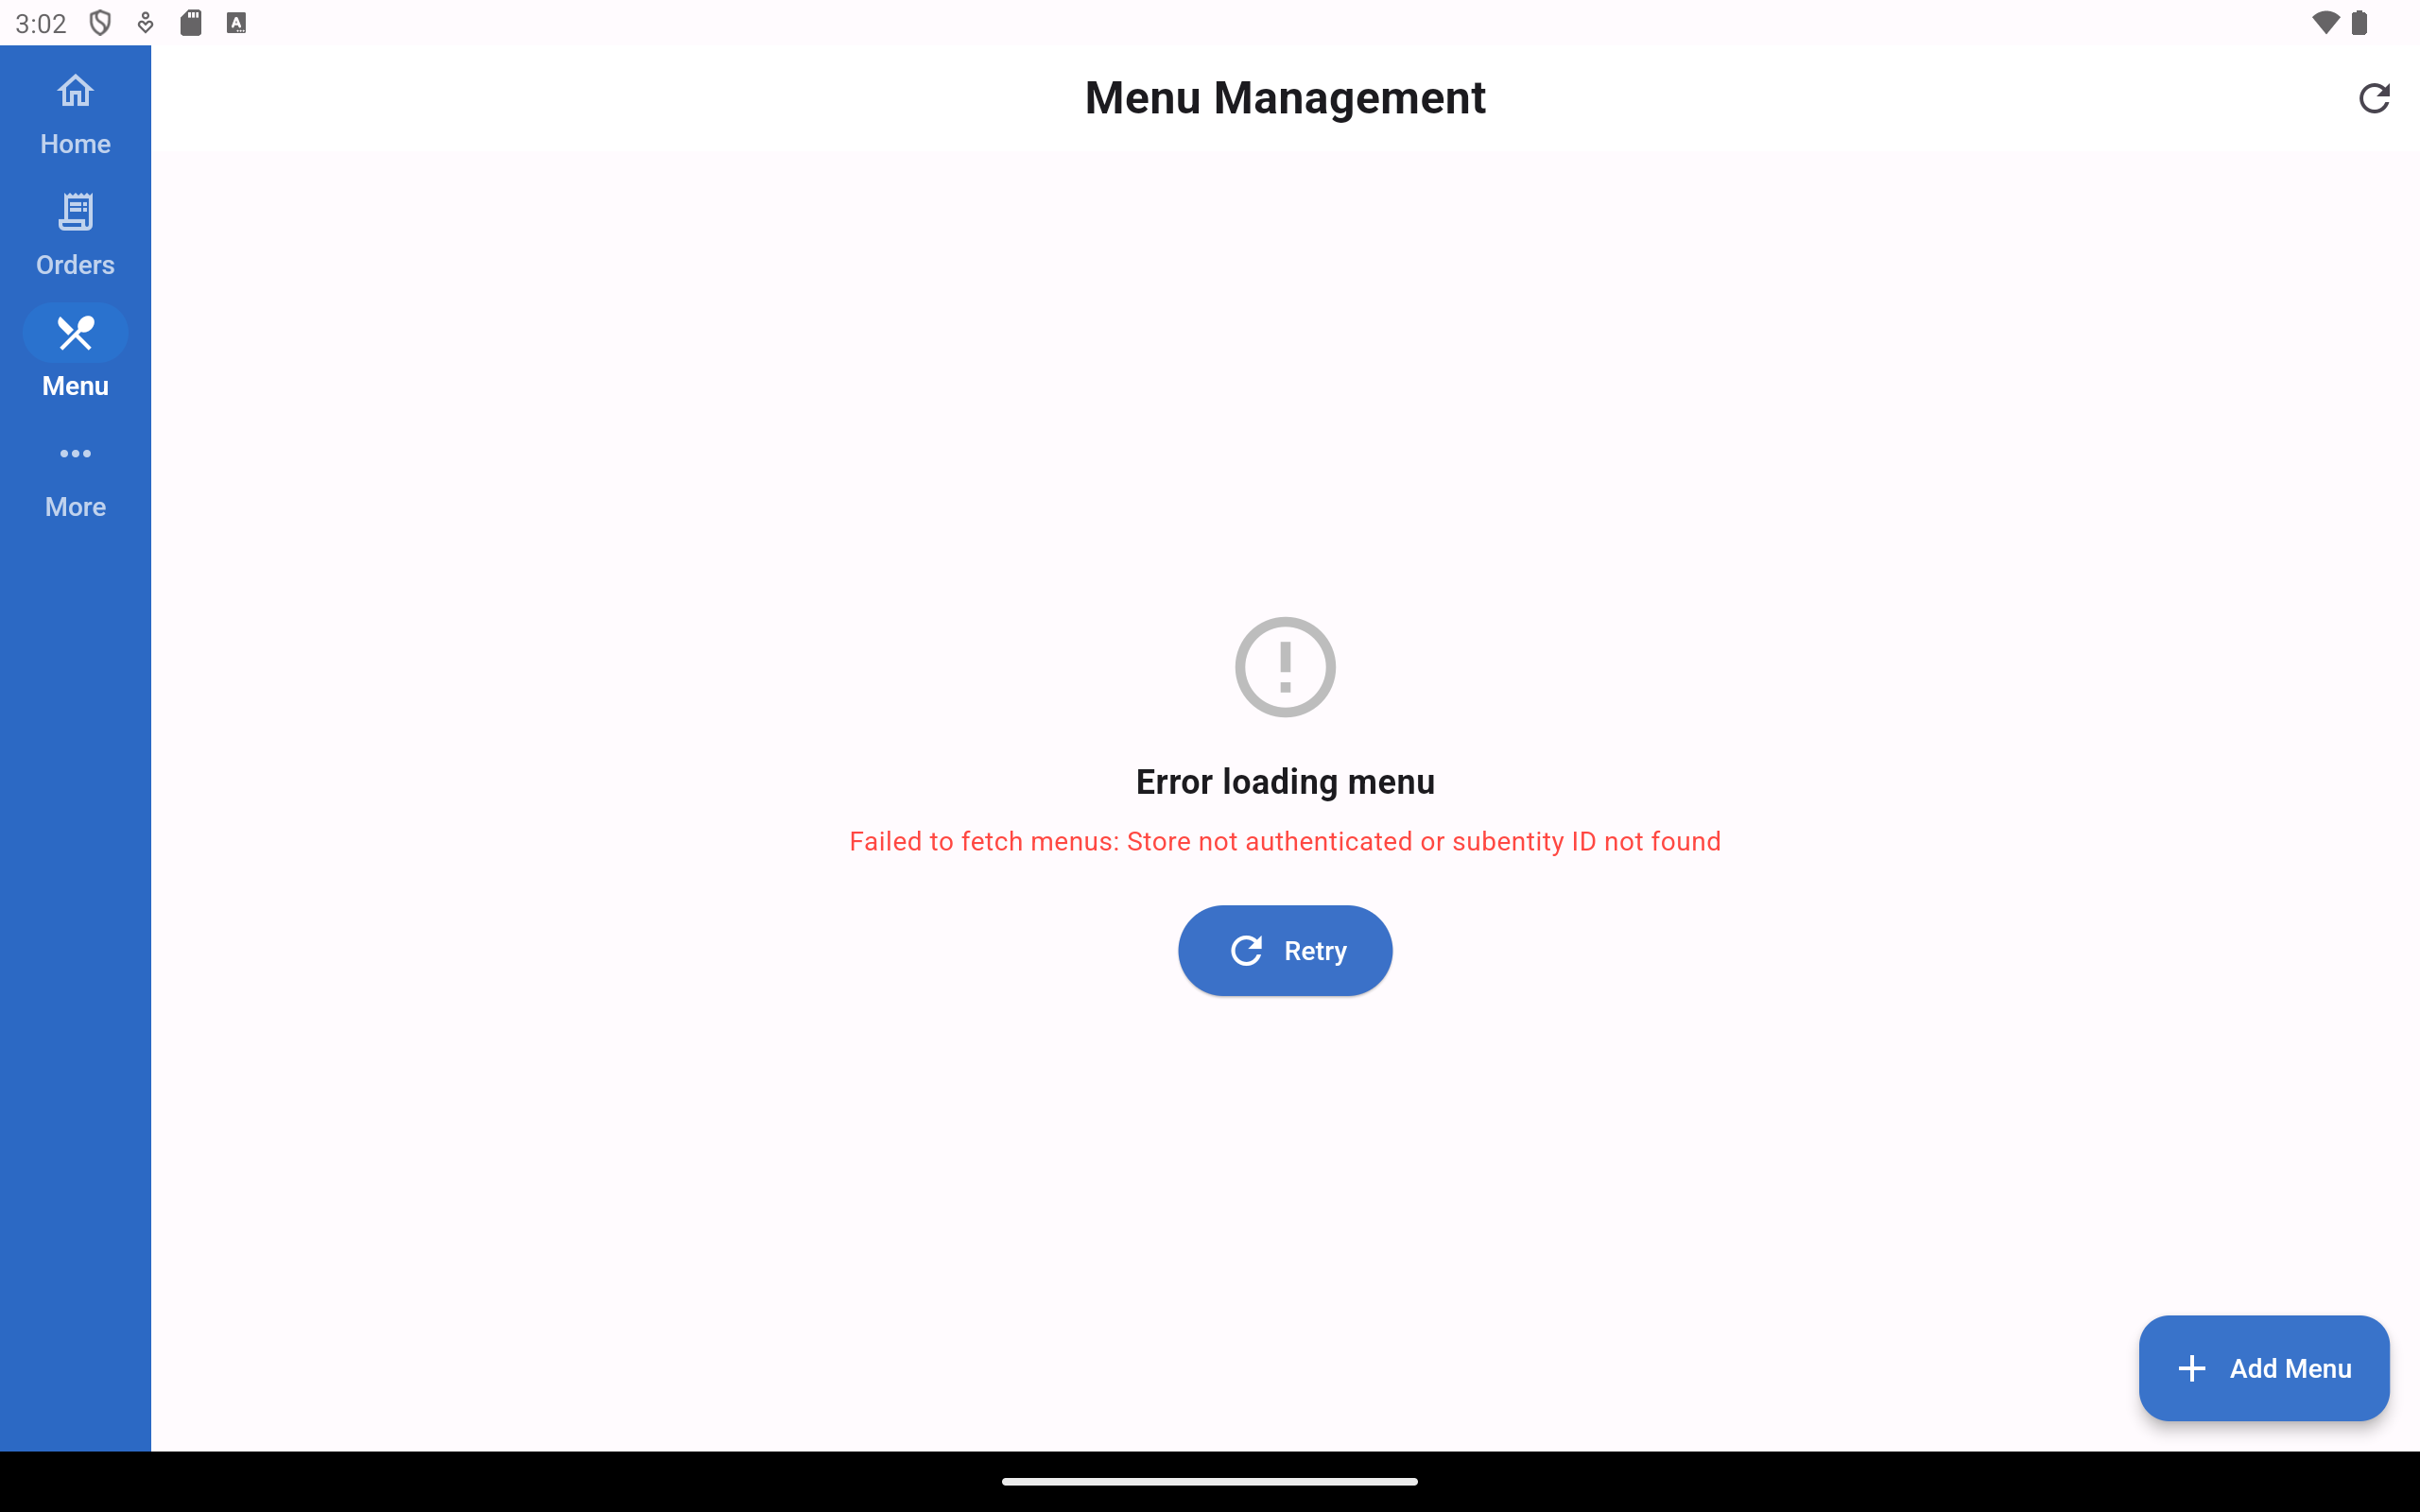 3:02
Menu Management
Home
Orders
Menu
More
Error loading menu
Failed to fetch menus: Store not authenticated or subentity ID not found
Retry
Add Menu